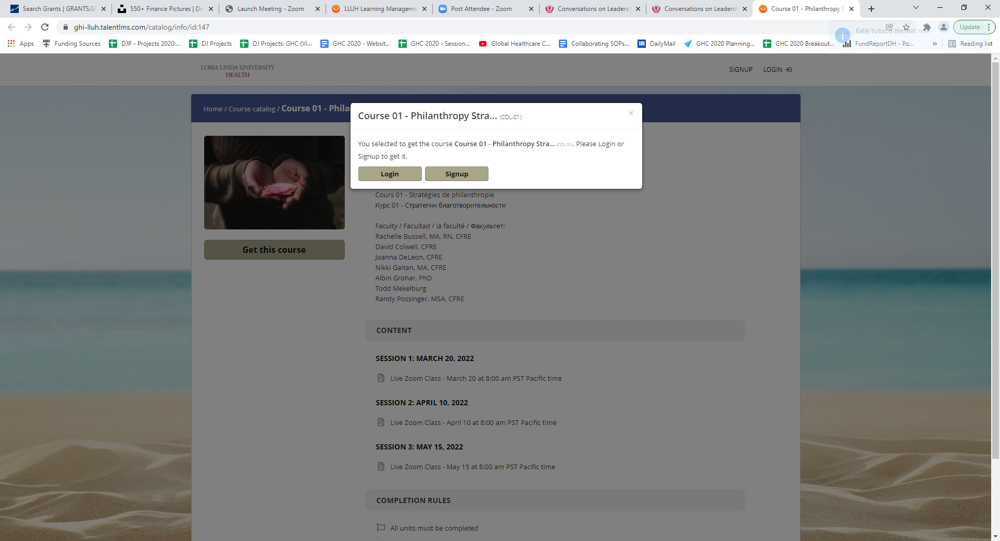 Search Grants | GRANTS.GO
550+ Finance Pictures | Do
Launch Meeting - Zoom
LLUH Learning Manageme
Post Attendee - Zoom
Conversations on Leadersh
Conversations on Leadersh
Course 01 - Philanthropy S
ghi-lluh.talentlms.com/catalog/info/id:147
Update
Katie Yutuc is the host now
Apps
Funding Sources
DJP - Projects 2020:...
DJ Projects
DJ Projects: GHC (Vi...
GHC 2020 - Websit...
GHC 2020 - Session...
Global Healthcare C...
Collaborating SOPs...
DailyMail
GHC 2020 Planning...
GHC 2020 Breakout...
FundReportDH - Po...
»
Reading list
LOMA LINDA UNIVERSITY
HEALTH
SIGNUP
LOGIN
Home / Course catalog / Course 01 - Phila
Course 01 - Philanthropy Stra... (COL-01)
×
You selected to get the course Course 01 - Philanthropy Stra... (COL-01). Please Login or
Signup to get it.
Login
Signup
Get this course
Cours 01 - Stratégies de philanthropie
Курс 01 - Стратегии благотворительности
Faculty / Facultad / la faculté / Факультет:
Rachelle Bussell, MA, RN, CFRE
David Colwell, CFRE
Joanna DeLeon, CFRE
Nikki Gaitan, MA, CFRE
Albin Grohar, PhD
Todd Mekelburg
Randy Possinger, MSA, CFRE
CONTENT
SESSION 1: MARCH 20, 2022
Live Zoom Class - March 20 at 8:00 am PST Pacific time
SESSION 2: APRIL 10, 2022
Live Zoom Class - April 10 at 8:00 am PST Pacific time
SESSION 3: MAY 15, 2022
Live Zoom Class - May 15 at 8:00 am PST Pacific time
COMPLETION RULES
All units must be completed